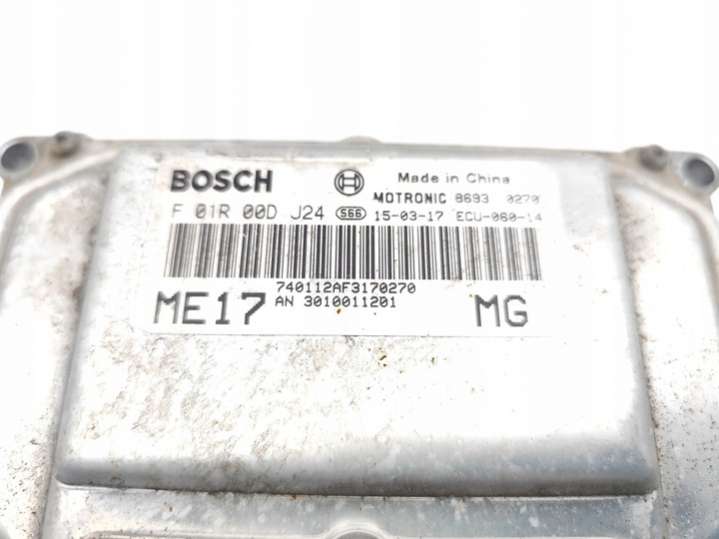 BOSCH Made in China
MOTRONIC 8693 0270
F 01R 00D J24 S66 15-03-17 ECU-060-14
740112AF3170270
AN 3010011201
ME17 MG